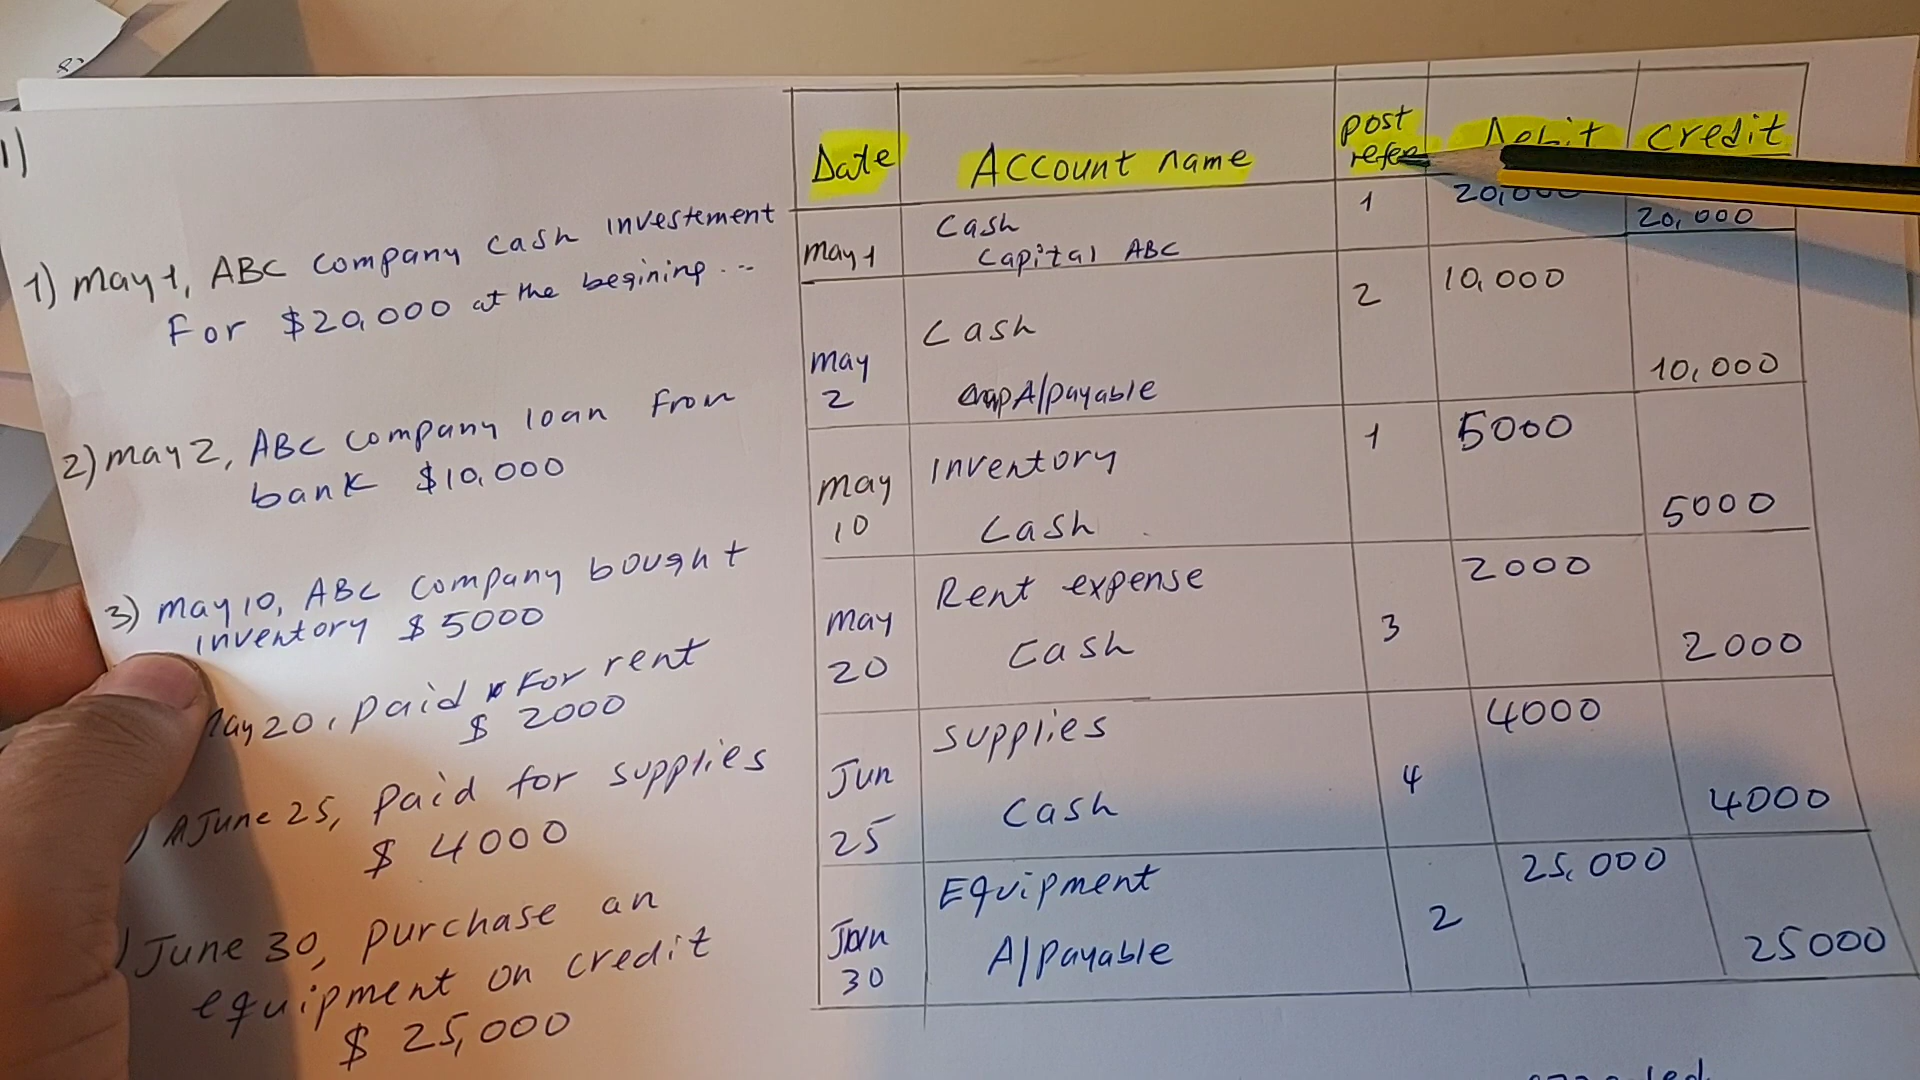 1)
1) may 1, ABC company cash investement
For $20,000 at the begining...
2) may 2, ABC company loan from
bank $10,000
3) may 10, ABC company bought
inventory $5000
May 20, paid For rent
$ 2000
June 25, paid for supplies
$ 4000
June 30, purchase an
equipment on credit
$ 25,000
Date Account name post Debit credit
may 1 Cash 1 20,000
Capital ABC 20,000
may 2 Cash 2 10,000
A/payable 10,000
may 10 inventory 1 5000
Cash 5000
may 20 Rent expense 3 2000
Cash 2000
Jun 25 supplies 4 4000
Cash 4000
Jun 30 Equipment 2 25,000
A/payable 25000